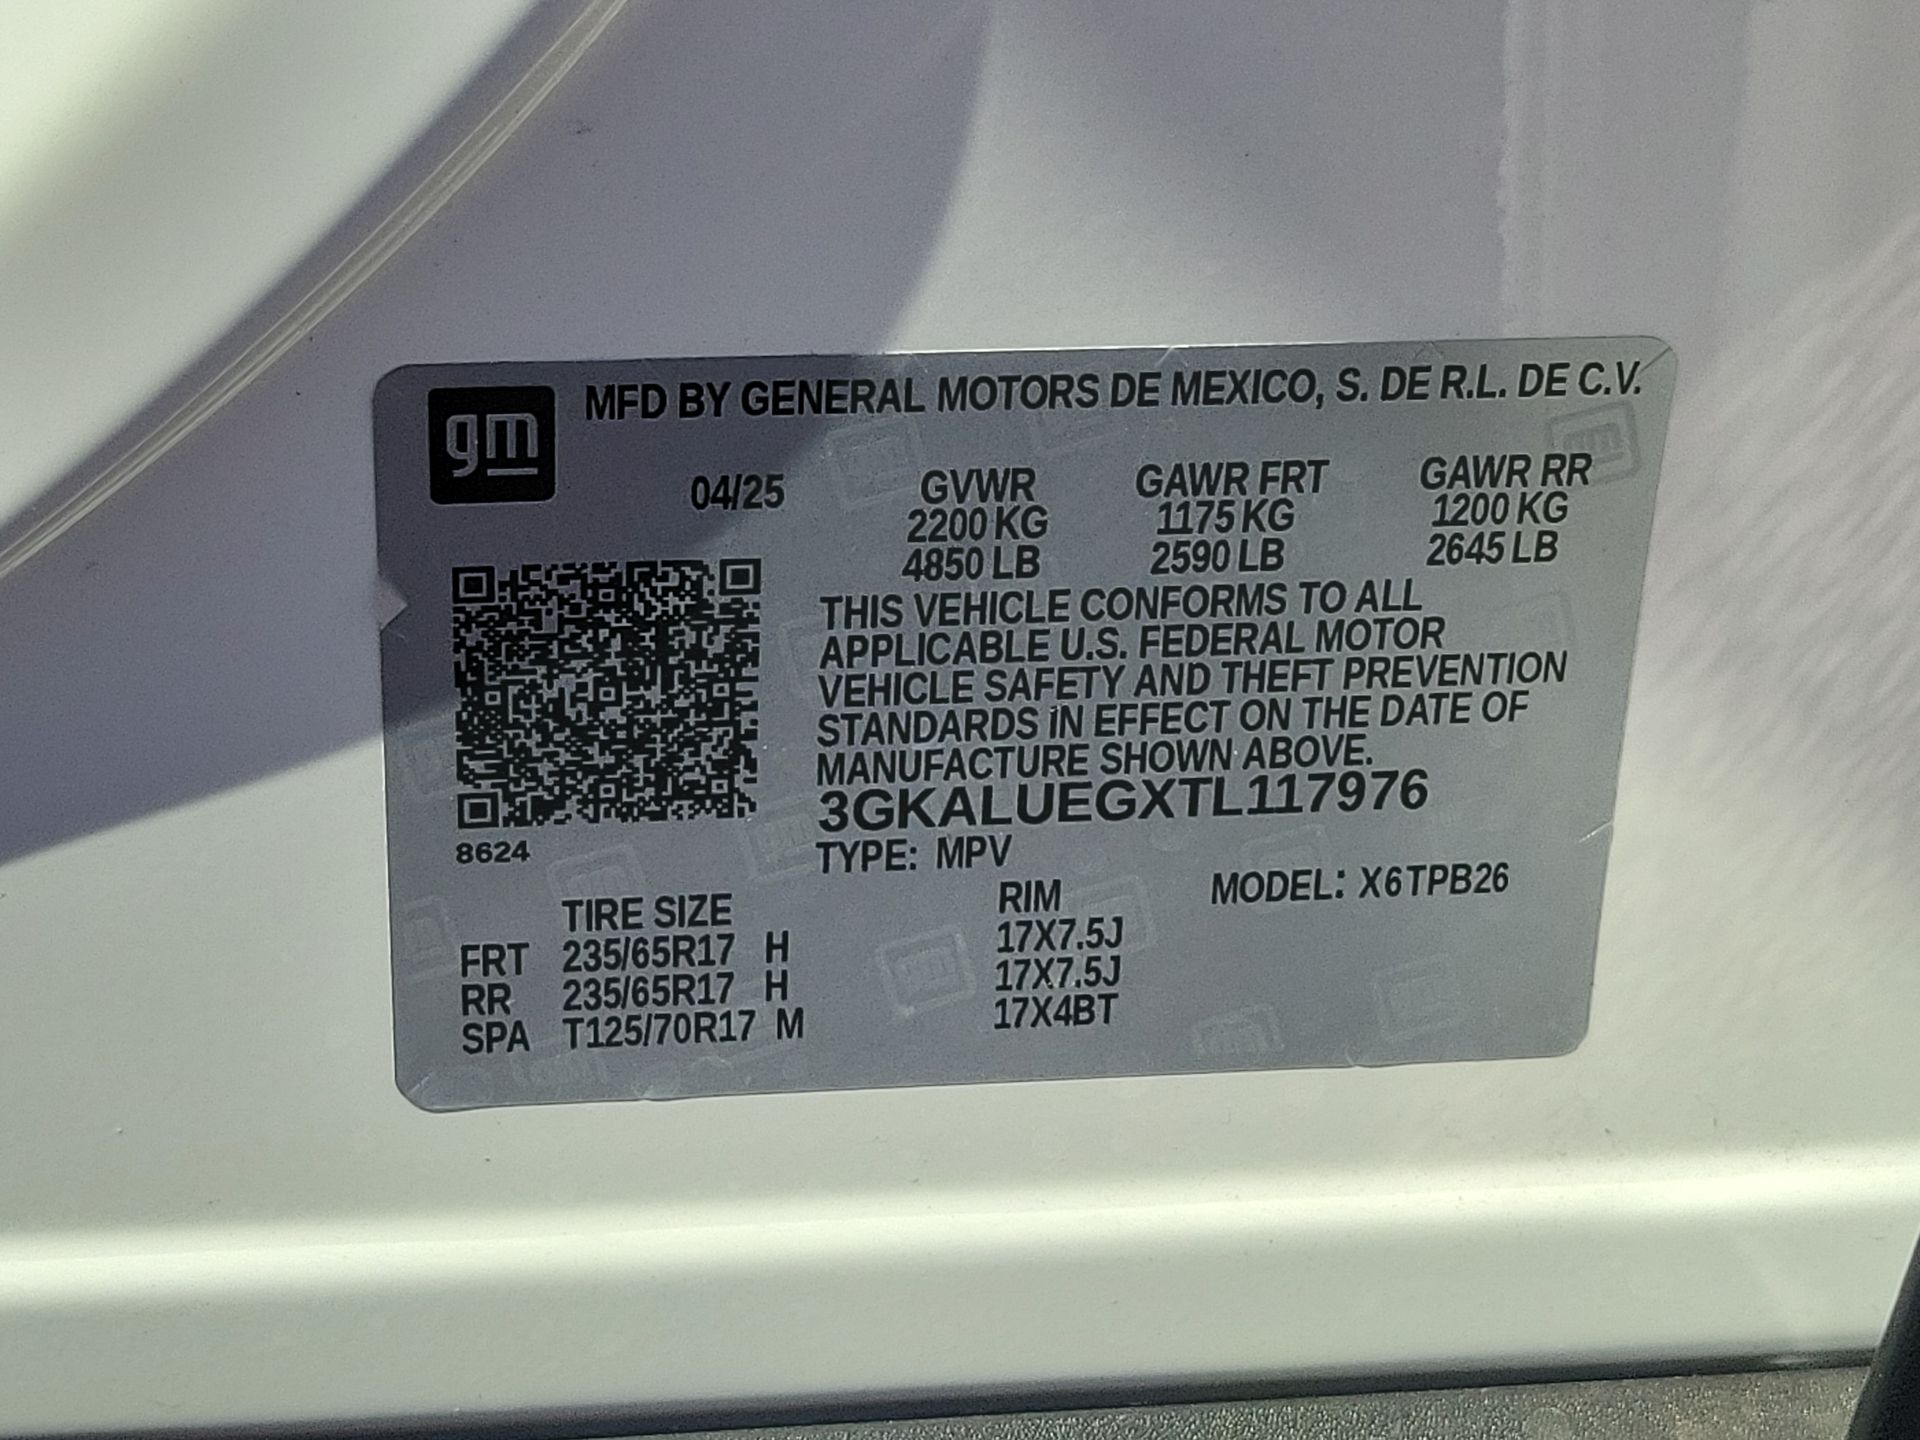 gm
MFD BY GENERAL MOTORS DE MEXICO, S. DE R.L. DE C.V.
04/25 GVWR GAWR FRT GAWR RR
2200 KG 1175 KG 1200 KG
4850 LB 2590 LB 2645 LB
THIS VEHICLE CONFORMS TO ALL
APPLICABLE U.S. FEDERAL MOTOR
VEHICLE SAFETY AND THEFT PREVENTION
STANDARDS IN EFFECT ON THE DATE OF
MANUFACTURE SHOWN ABOVE.
3GKALUEGXTL117976
8624
TYPE: MPV
MODEL: X6TPB26
TIRE SIZE RIM
FRT 235/65R17 H 17X7.5J
RR 235/65R17 H 17X7.5J
SPA T125/70R17 M 17X4BT